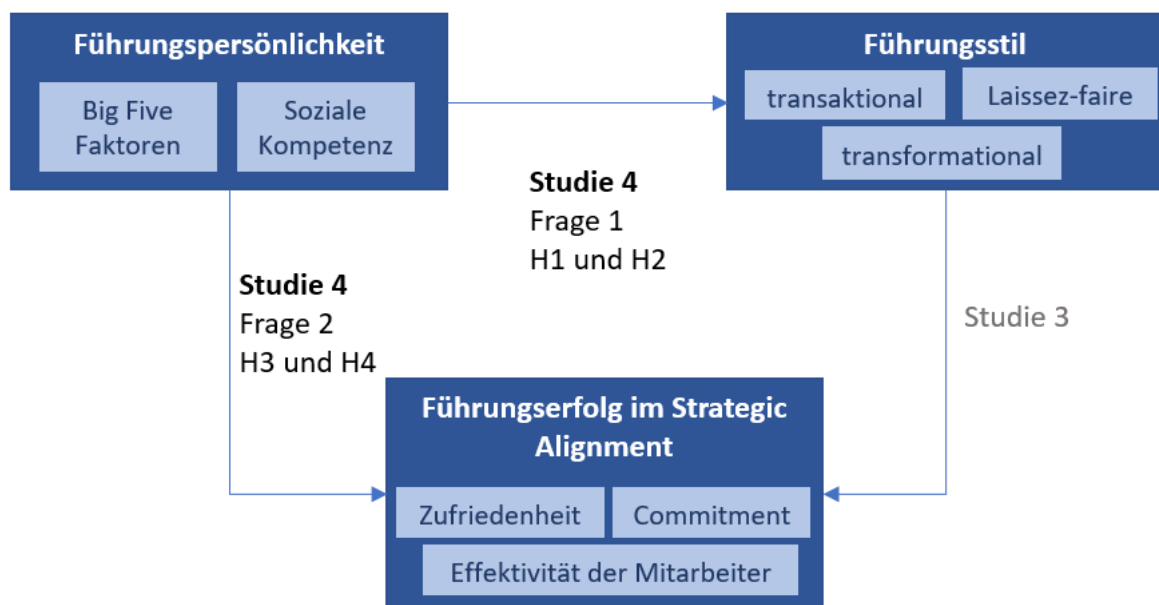 Führungspersönlichkeit
Big Five
Faktoren
Soziale
Kompetenz
Führungsstil
transaktional
Laissez-faire
transformational
Studie 4
Frage 1
H1 und H2
Studie 4
Frage 2
H3 und H4
Studie 3
Führungserfolg im Strategic
Alignment
Zufriedenheit
Commitment
Effektivität der Mitarbeiter